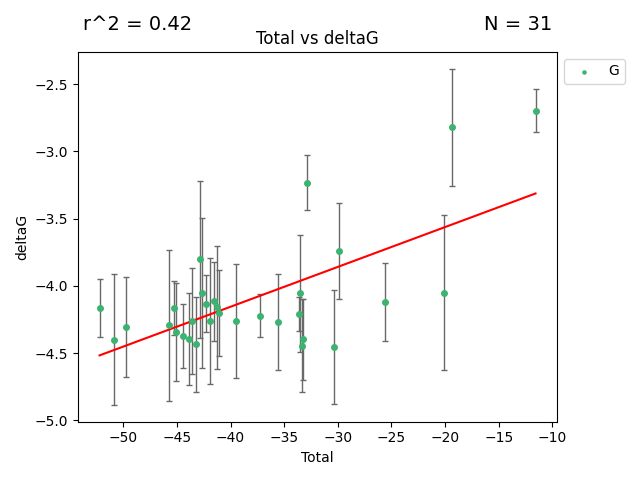 r^2 = 0.42
N = 31
Total vs deltaG
G
−2.5
−3.0
−3.5
−4.0
−4.5
−5.0
deltaG
−50
−45
−40
−35
−30
−25
−20
−15
−10
Total